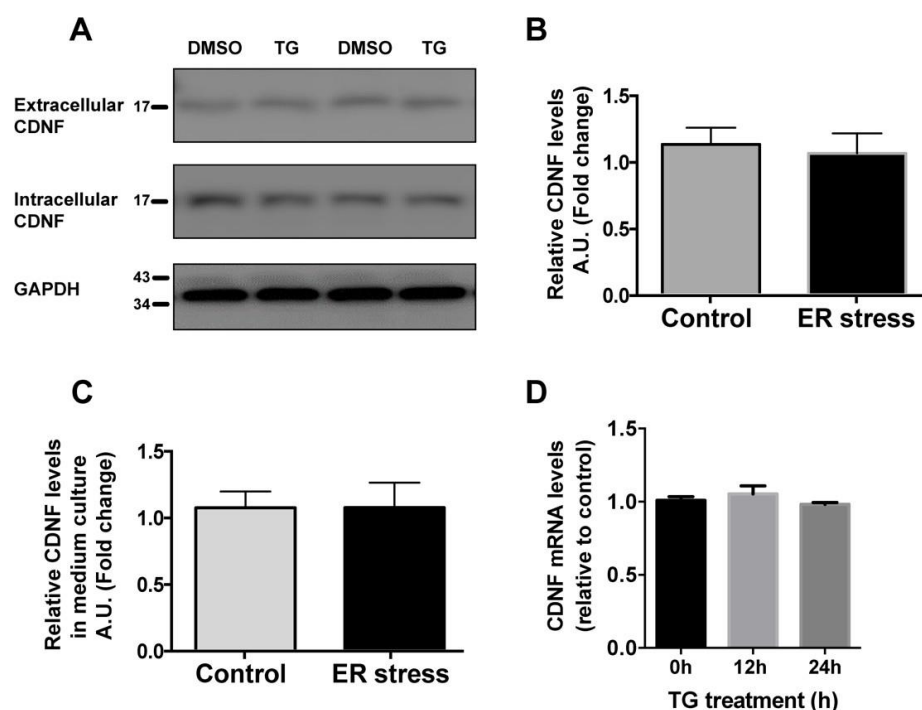 A
DMSO TG DMSO TG
Extracellular
CDNF
17
Intracellular
CDNF
17
GAPDH
43
34
B
Relative CDNF levels
A.U. (Fold change)
1.5
1.0
0.5
0.0
Control ER stress
C
Relative CDNF levels
in medium culture
A.U. (Fold change)
1.5
1.0
0.5
0.0
Control ER stress
D
CDNF mRNA levels
(relative to control)
1.5
1.0
0.5
0.0
0h 12h 24h
TG treatment (h)